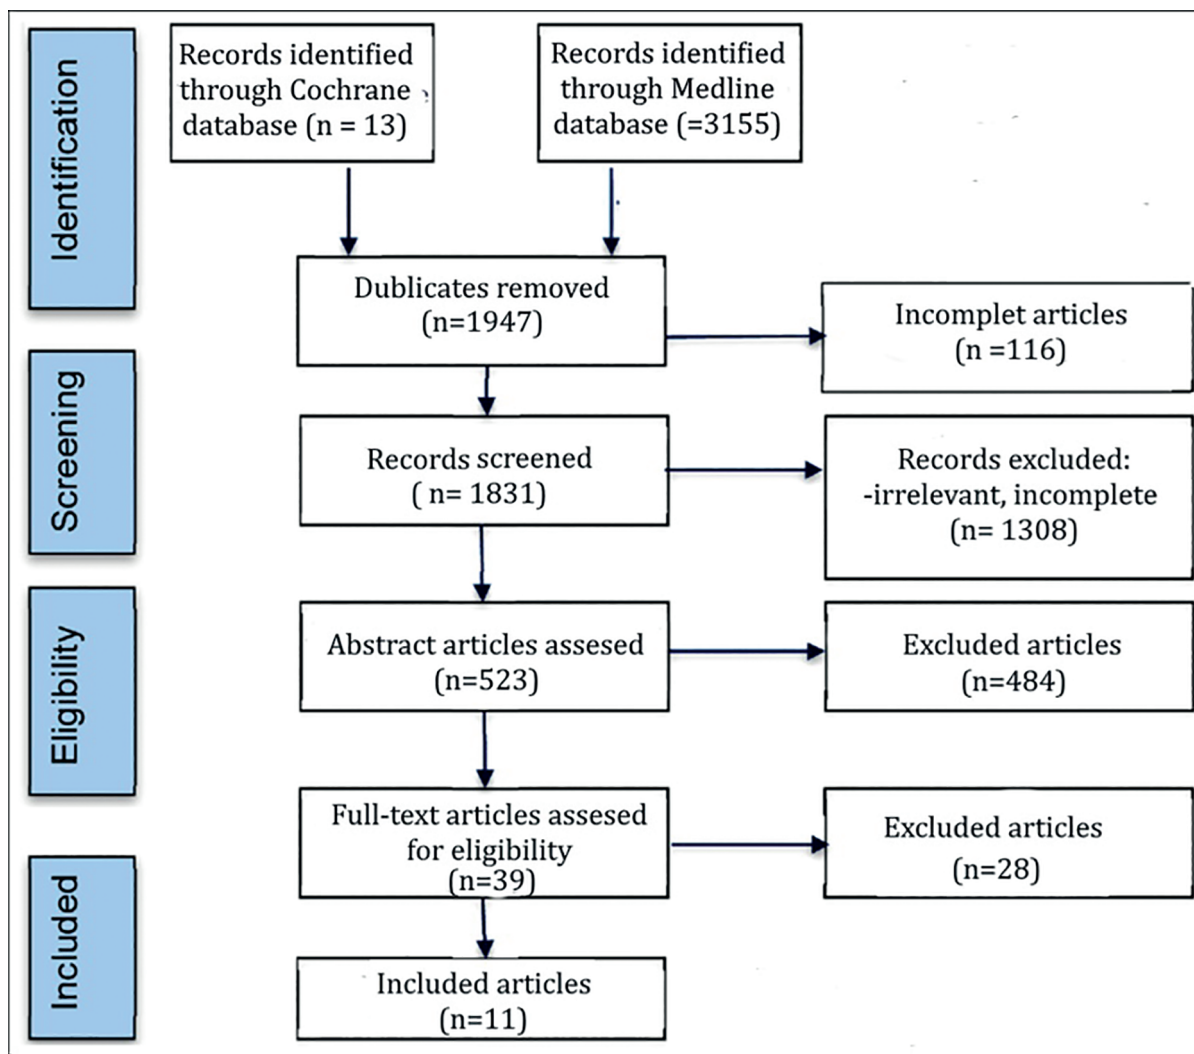 Identification
Records identified
through Cochrane
database (n = 13)
Records identified
through Medline
database (=3155)
Dublicates removed
(n=1947)
Incomplet articles
(n =116)
Screening
Records screened
( n= 1831)
Records excluded:
-irrelevant, incomplete
(n= 1308)
Eligibility
Abstract articles assesed
(n=523)
Excluded articles
(n=484)
Full-text articles assesed
for eligibility
(n=39)
Excluded articles
(n=28)
Included
Included articles
(n=11)